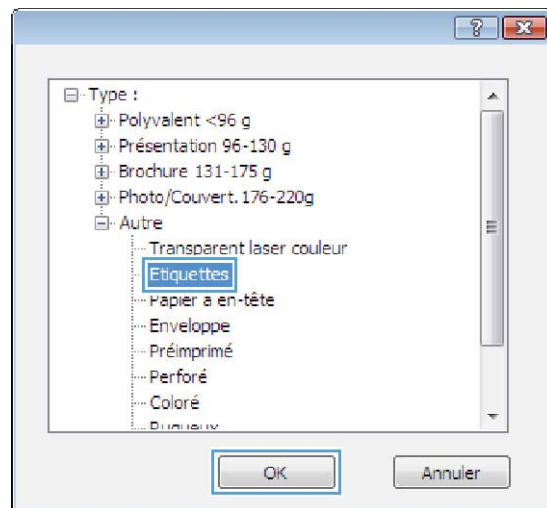 Type :
Polyvalent <96 g
Présentation 96-130 g
Brochure 131-175 g
Photo/Couvert. 176-220g
Autre
Transparent laser couleur
Etiquettes
Papier à en-tête
Enveloppe
Préimprimé
Perforé
Coloré
OK Annuler